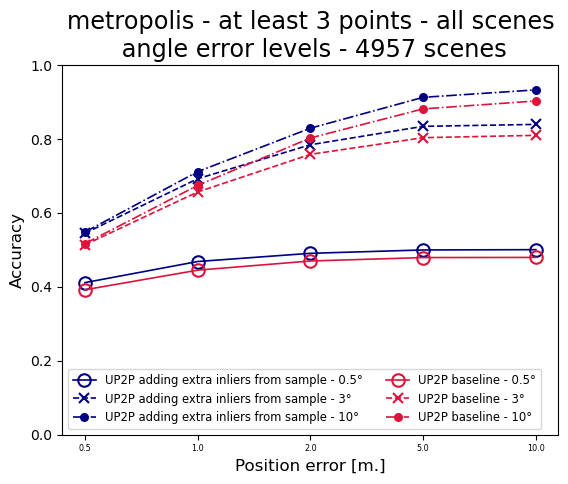 metropolis - at least 3 points - all scenes
angle error levels - 4957 scenes
1.0
0.8
0.6
0.4
0.2
0.0
Accuracy
UP2P adding extra inliers from sample - 0.5°
UP2P adding extra inliers from sample - 3°
UP2P adding extra inliers from sample - 10°
UP2P baseline - 0.5°
UP2P baseline - 3°
UP2P baseline - 10°
0.5 1.0 2.0 5.0 10.0
Position error [m.]